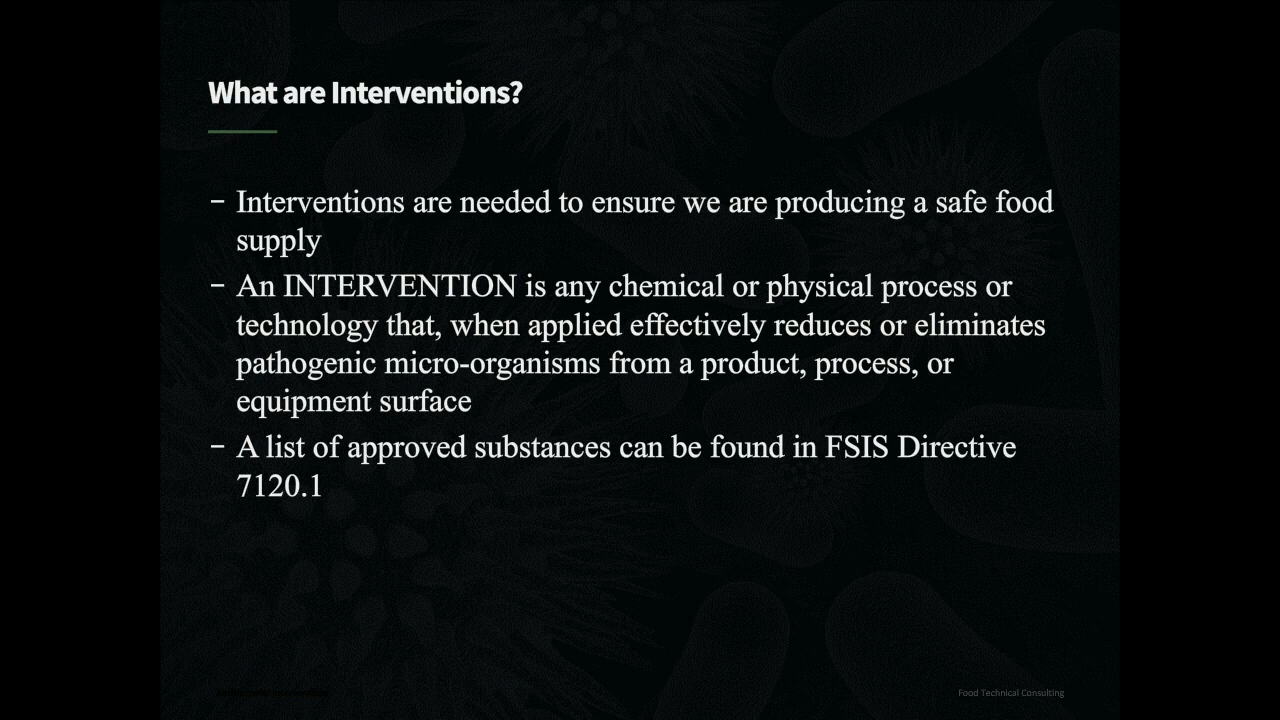 What are Interventions?
– Interventions are needed to ensure we are producing a safe food
supply
– An INTERVENTION is any chemical or physical process or
technology that, when applied effectively reduces or eliminates
pathogenic micro-organisms from a product, process, or
equipment surface
– A list of approved substances can be found in FSIS Directive
7120.1
Food Technical Consulting